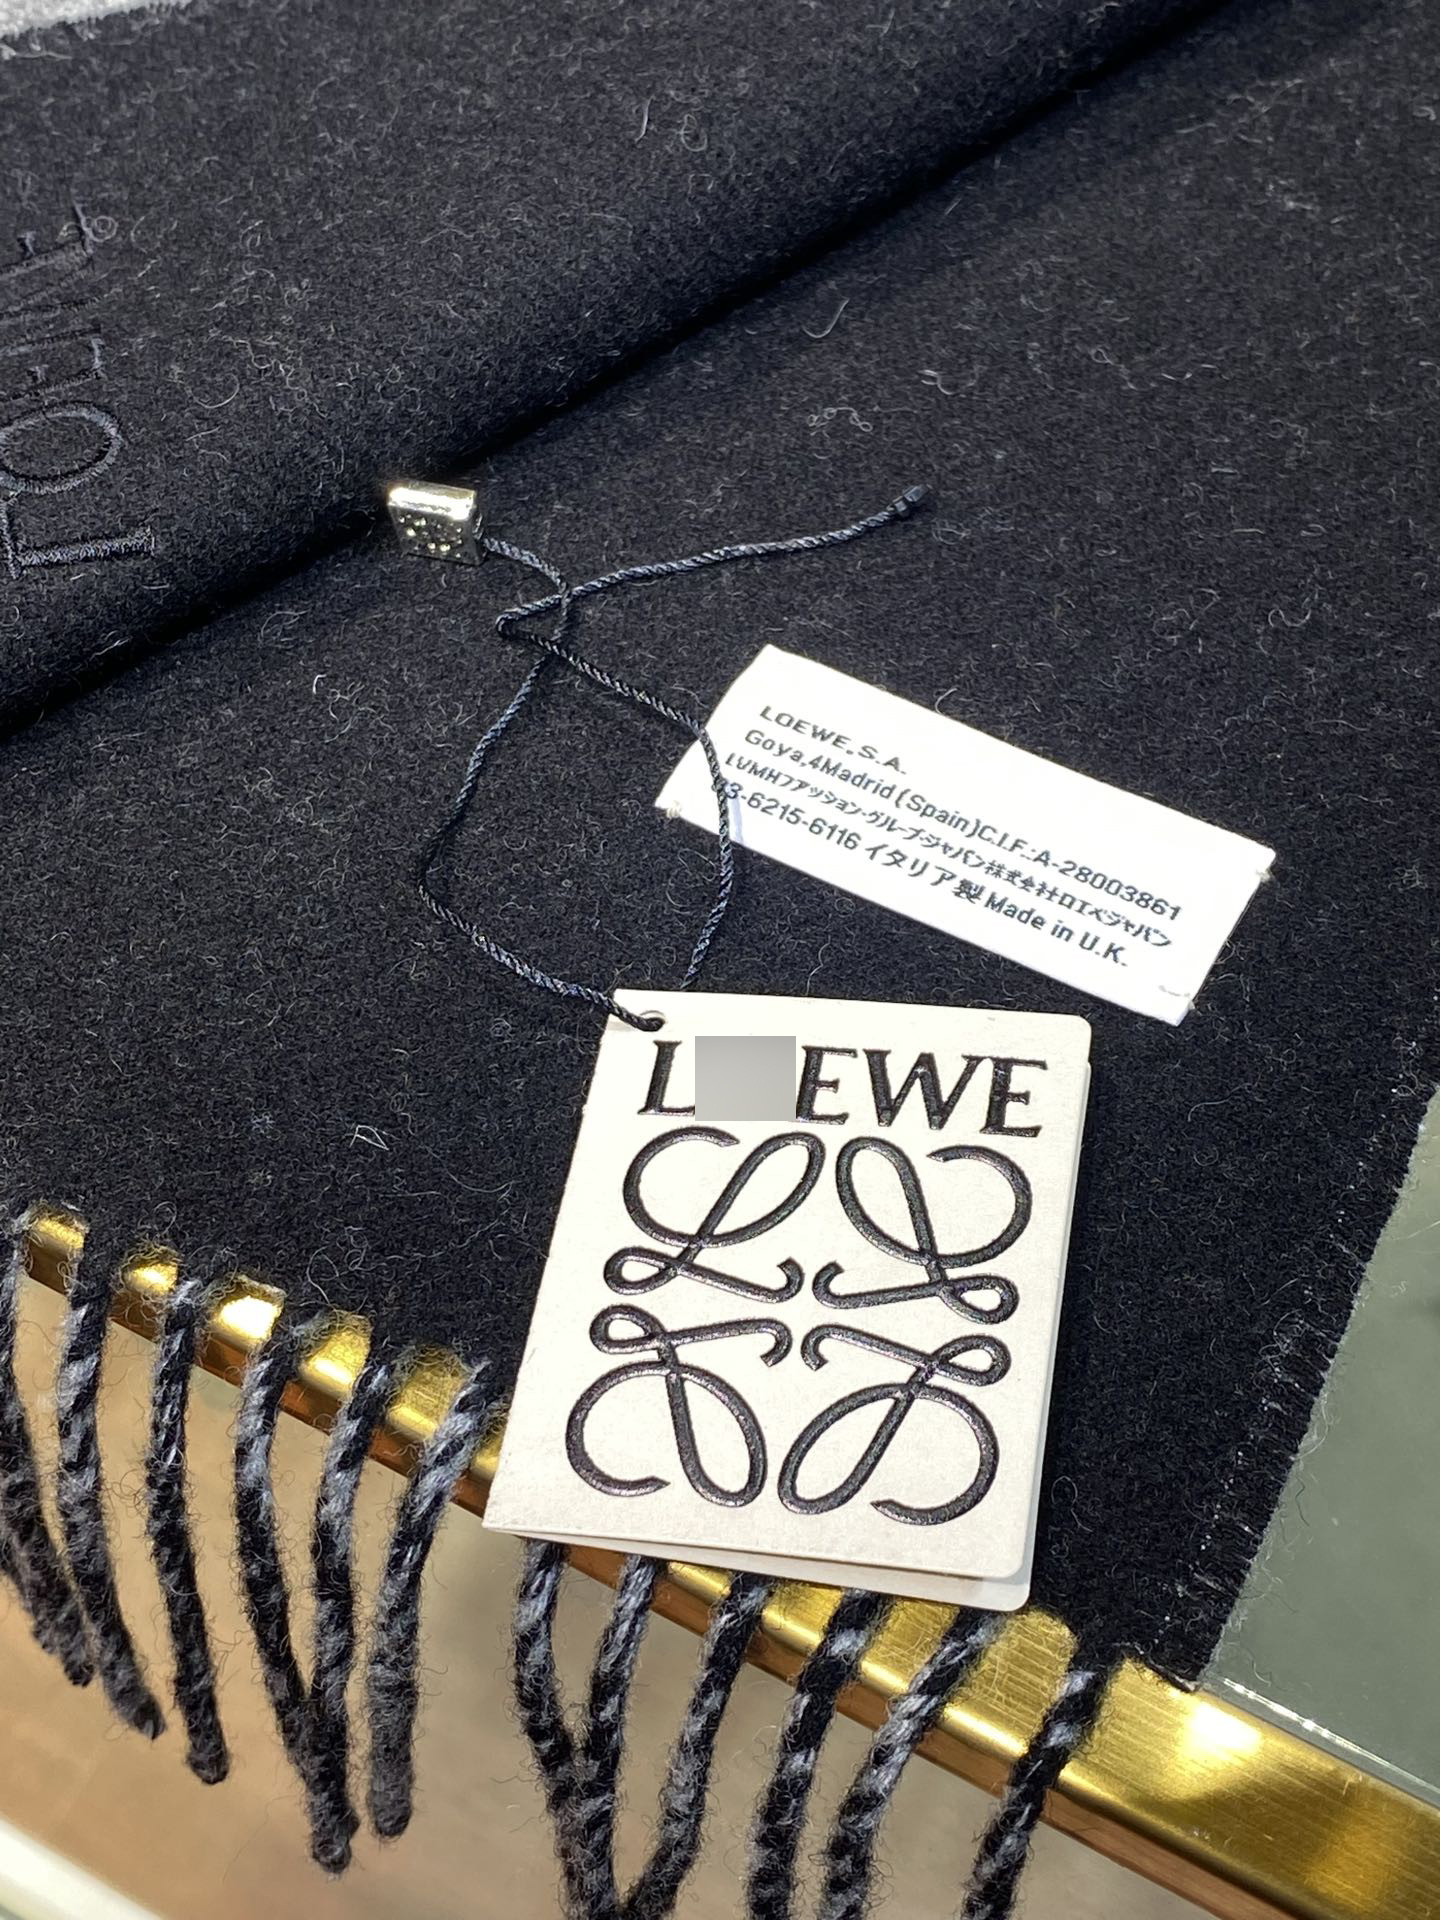 LOEWE
LOEWE.S.A.
Goya,4Madrid(Spain)C.I.F.:A-28003861
LVMHファッション・グループ・ジャパン株式会社ロエベジャパン
3-6215-6116 イタリア製 Made in U.K.
L EWE